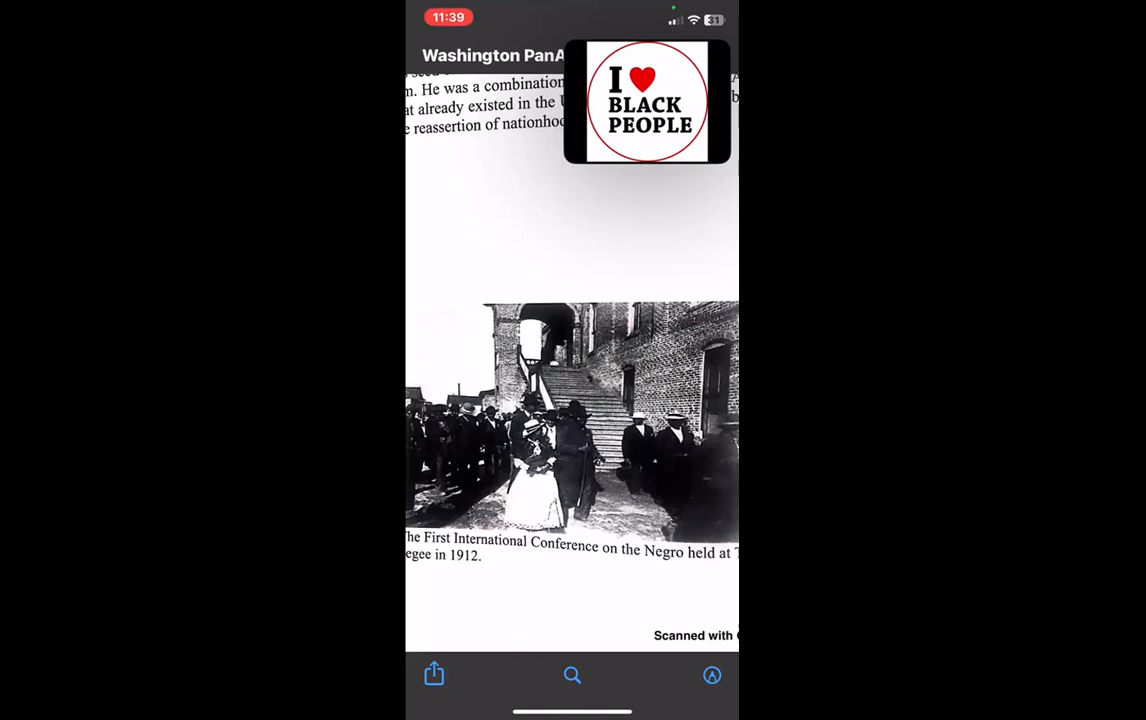 11:39
31
Washington PanA
I
BLACK
PEOPLE
m. He was a combination
at already existed in the
e reassertion of nationhoo
he First International Conference on the Negro held at T
egee in 1912.
Scanned with